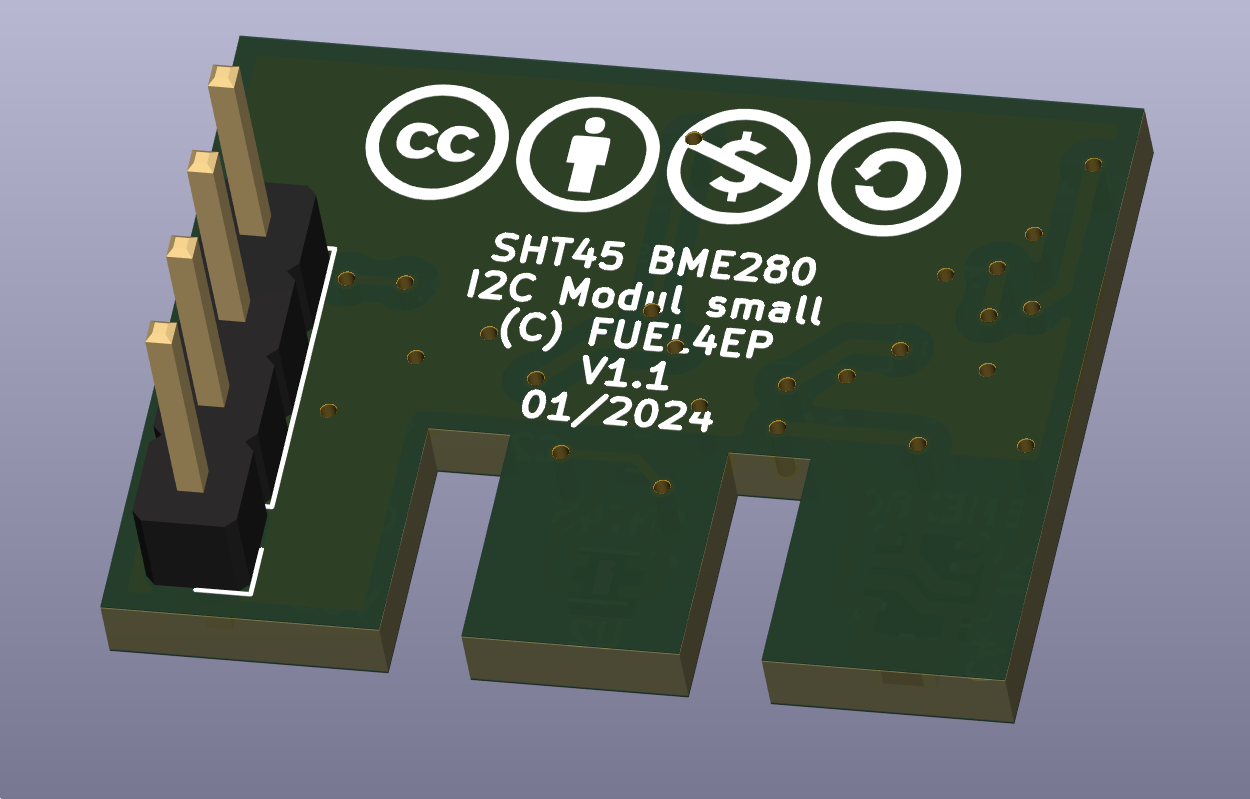 CC $
SHT45 BME280
I2C Modul small
(C) FUEL4EP
V1.1
01/2024